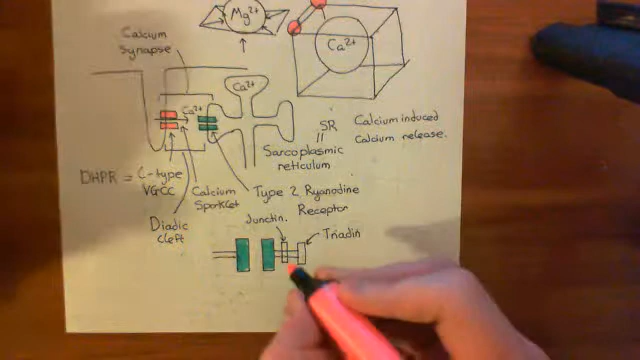 Mg²⁺
Ca²⁺
Calcium
Synapse
Ca²⁺
Ca²⁺
SR
=
Sarcoplasmic
reticulum
Calcium induced
Calcium release.
DHPR = L-type
VGCC
Calcium
Sparklet
Type 2 Ryanodine
Receptor
Diadic
cleft
Junctin.
Triadin